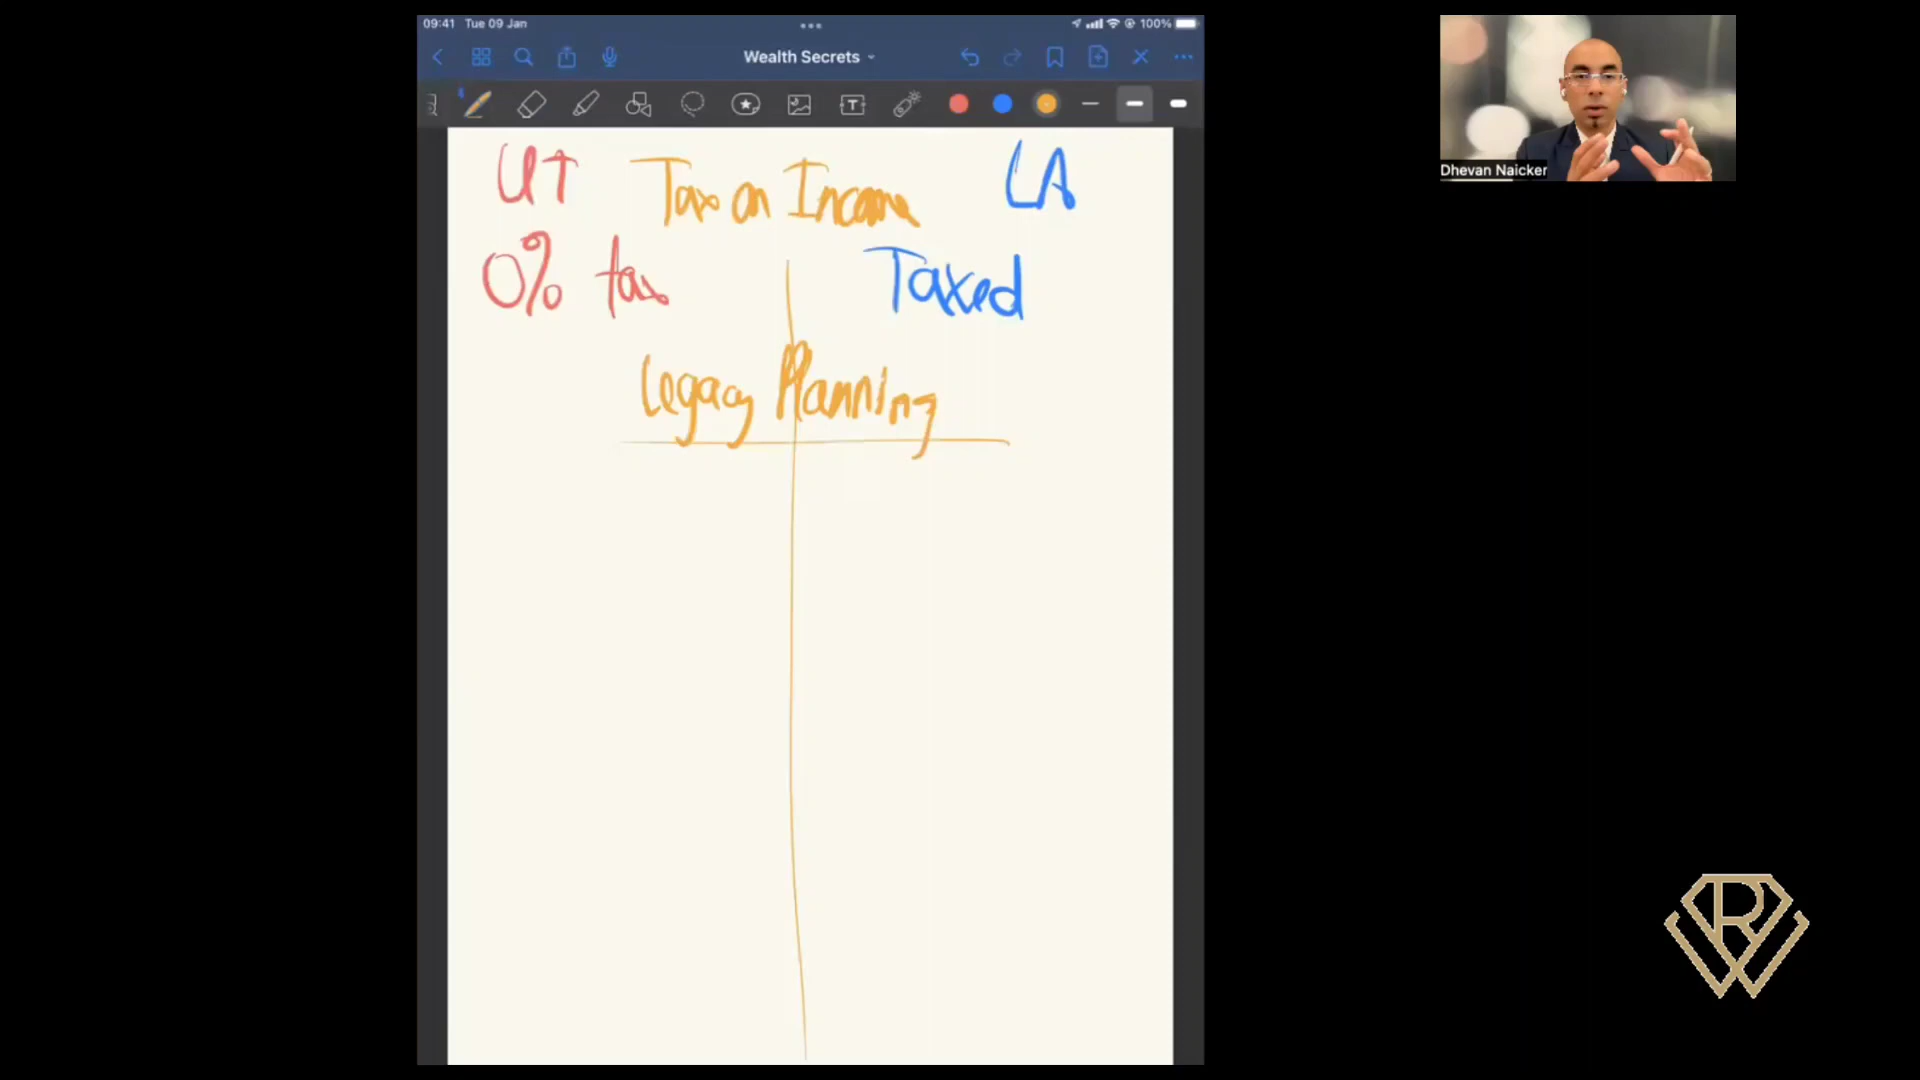 09:41 Tue 09 Jan
100%
Wealth Secrets
UT Tax on Income LA
0% tax Taxed
Legacy Planning
Dhevan Naicker
RW